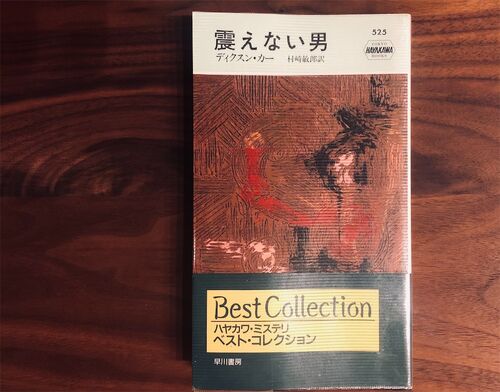 震えない男
ディクスン・カー 村崎敏郎訳
525
HAYAKAWA
Best Collection
ハヤカワ・ミステリ
ベスト・コレクション
早川書房